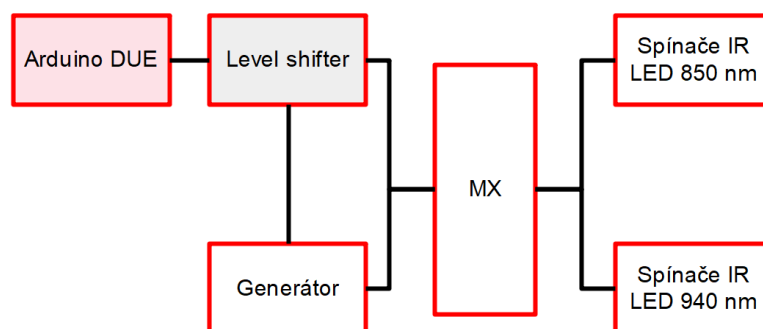 Arduino DUE
Level shifter
Generátor
MX
Spínače IR
LED 850 nm
Spínače IR
LED 940 nm